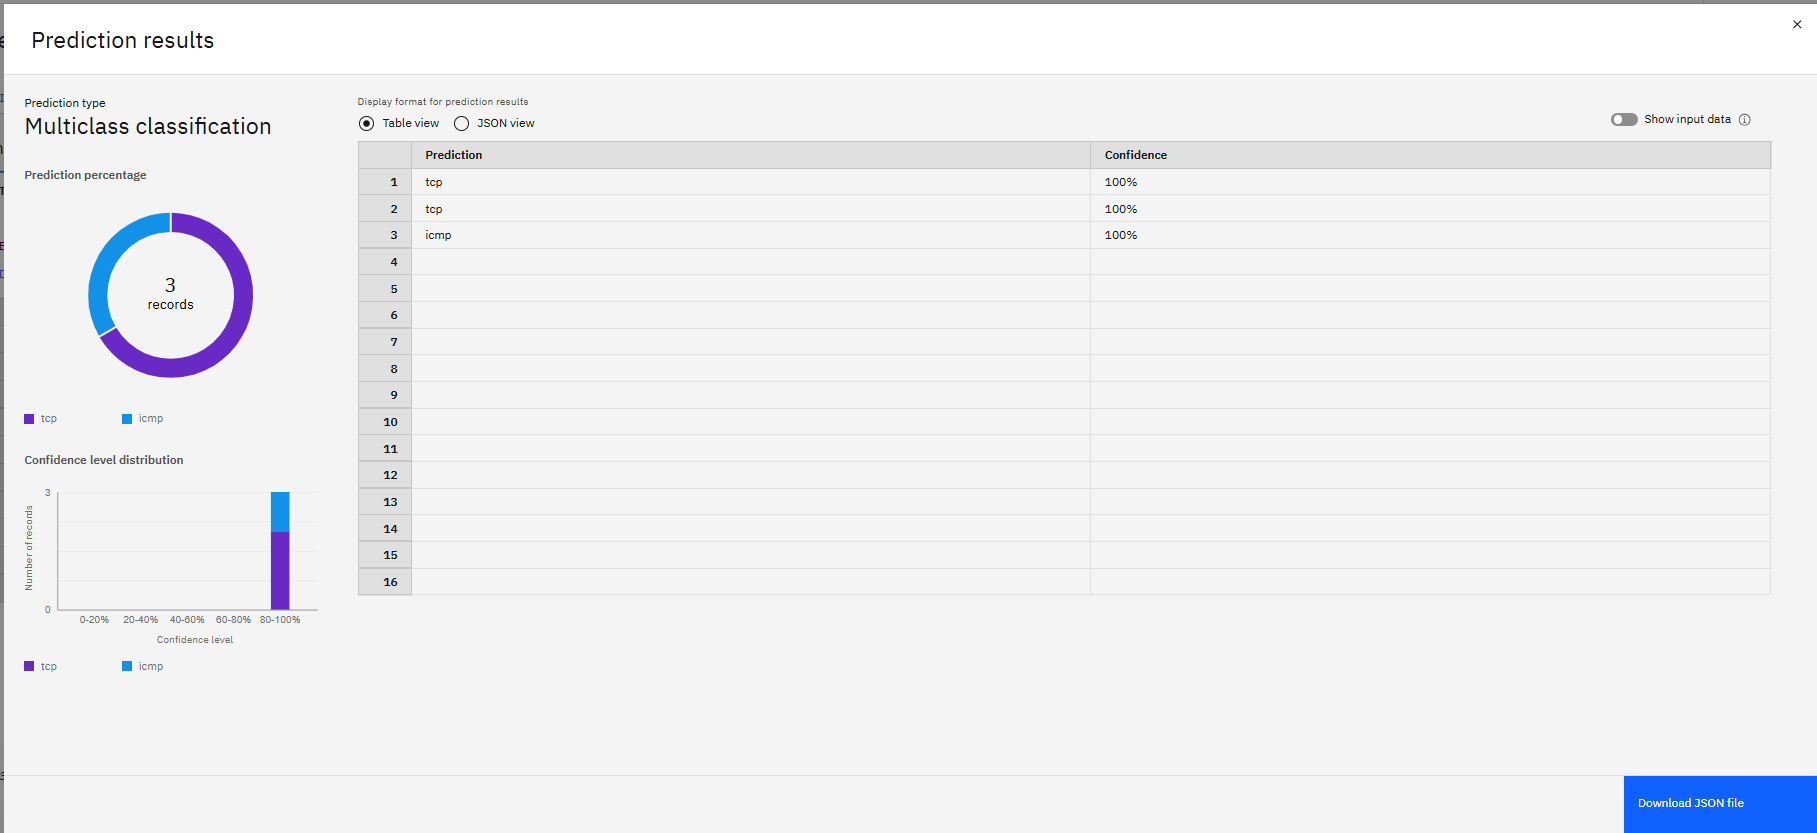 Prediction results
Prediction type
Multiclass classification
Prediction percentage
3
records
tcp icmp
Confidence level distribution
3
Number of records
0
0-20% 20-40% 40-60% 60-80% 80-100%
Confidence level
tcp icmp
Display format for prediction results
Table view JSON view
Show input data
Prediction Confidence
1 tcp 100%
2 tcp 100%
3 icmp 100%
4
5
6
7
8
9
10
11
12
13
14
15
16
Download JSON file